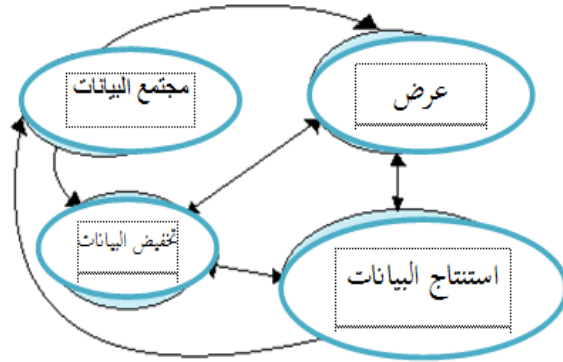 مجتمع البيانات
عرض
تخفيض البيانات
استنتاج البيانات